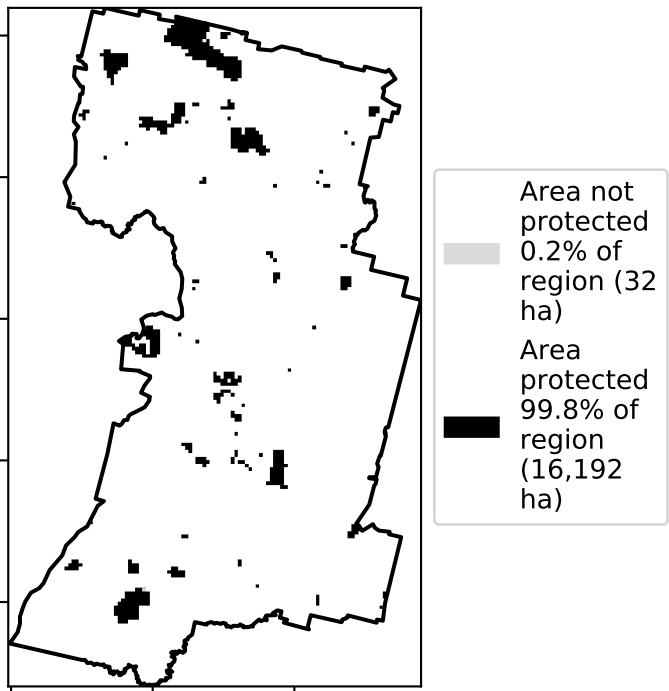 Area not
protected
0.2% of
region (32
ha)
Area
protected
99.8% of
region
(16,192
ha)